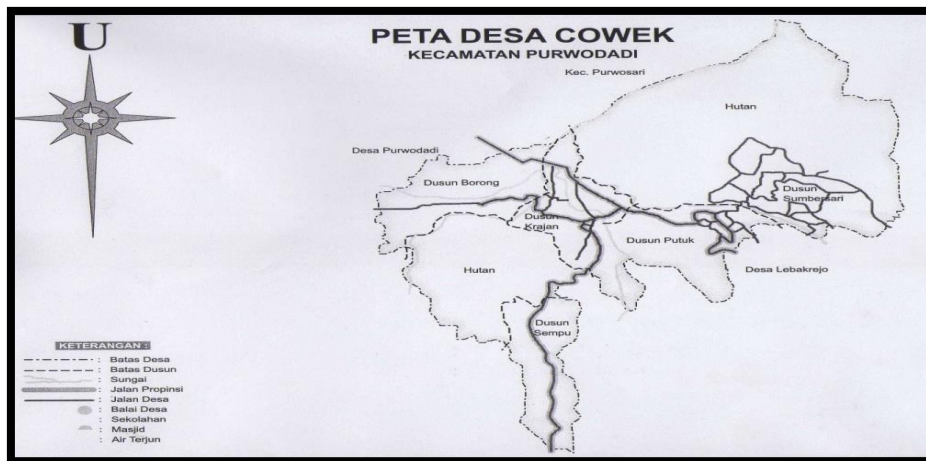 U
PETA DESA COWEK
KECAMATAN PURWODADI
Kec. Purwosari
Hutan
Desa Purwodadi
Dusun Borong
Dusun
Sumbersari
Dusun
Krajan
Dusun Putuk
Hutan
Desa Lebakrejo
Dusun
Sempu
KETERANGAN :
: Batas Desa
: Batas Dusun
: Sungai
: Jalan Propinsi
: Jalan Desa
: Balai Desa
: Sekolahan
: Masjid
: Air Terjun